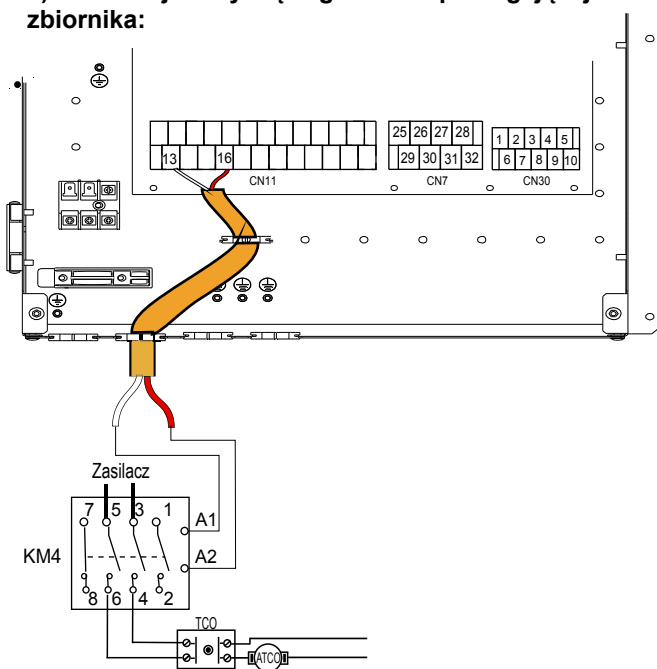 zbiornika:
25 26 27 28
1 2 3 4 5
13 16
29 30 31 32
6 7 8 9 10
CN11
CN7
CN30
Zasilacz
7 5 3 1
A1
KM4
A2
8 6 4 2
TCO
ATCO